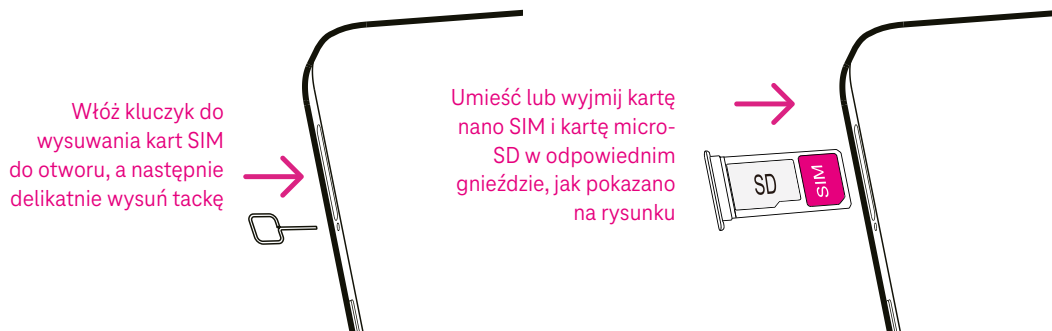 Włóż kluczyk do
wysuwania kart SIM
do otworu, a następnie
delikatnie wysuń tackę
Umieść lub wyjmij kartę
nano SIM i kartę micro-
SD w odpowiednim
gnieździe, jak pokazano
na rysunku
SD
SIM